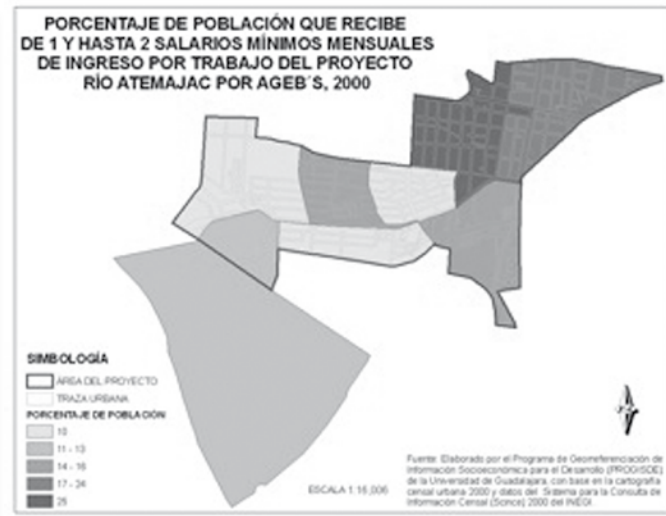 PORCENTAJE DE POBLACIÓN QUE RECIBE
DE 1 Y HASTA 2 SALARIOS MÍNIMOS MENSUALES
DE INGRESO POR TRABAJO DEL PROYECTO
RÍO ATEMAJAC POR AGEB´S, 2000
SIMBOLOGÍA
ÁREA DEL PROYECTO
TRAZA URBANA
PORCENTAJE DE POBLACIÓN
10
11 - 13
14 - 16
17 - 24
25
ESCALA 1:16,006
Fuente: Elaborado por el Programa de Georreferenciación de
Información Socioeconómica para el Desarrollo (PROGISDE)
de la Universidad de Guadalajara, con base en la cartografía
censal urbana 2000 y datos del Sistema para la Consulta de
Información Censal (Scince) 2000 del INEGI.